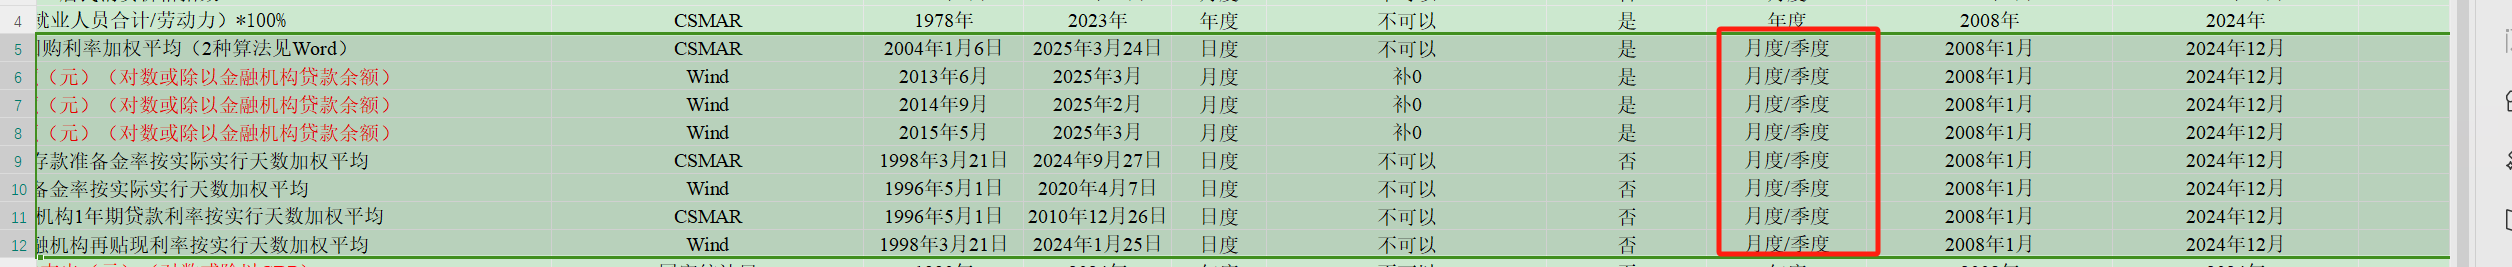 4 就业人员合计/劳动力）*100% CSMAR 1978年 2023年 年度 不可以 是 年度 2008年 2024年
5 购利率加权平均（2种算法见Word） CSMAR 2004年1月6日 2025年3月24日 日度 不可以 是 月度/季度 2008年1月 2024年12月
6 （元）（对数或除以金融机构贷款余额） Wind 2013年6月 2025年3月 月度 补0 是 月度/季度 2008年1月 2024年12月
7 （元）（对数或除以金融机构贷款余额） Wind 2014年9月 2025年2月 月度 补0 是 月度/季度 2008年1月 2024年12月
8 （元）（对数或除以金融机构贷款余额） Wind 2015年5月 2025年3月 月度 补0 是 月度/季度 2008年1月 2024年12月
9 存款准备金率按实际实行天数加权平均 CSMAR 1998年3月21日 2024年9月27日 日度 不可以 否 月度/季度 2008年1月 2024年12月
10 备金率按实际实行天数加权平均 Wind 1996年5月1日 2020年4月7日 日度 不可以 否 月度/季度 2008年1月 2024年12月
11 机构1年期贷款利率按实行天数加权平均 CSMAR 1996年5月1日 2010年12月26日 日度 不可以 否 月度/季度 2008年1月 2024年12月
12 融机构再贴现利率按实行天数加权平均 Wind 1998年3月21日 2024年1月25日 日度 不可以 否 月度/季度 2008年1月 2024年12月